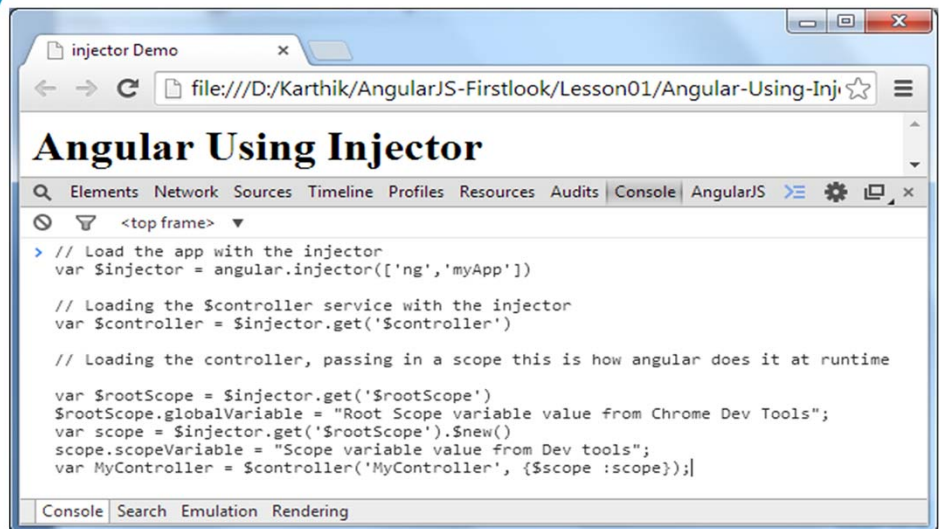 injector Demo
file:///D:/Karthik/AngularJS-Firstlook/Lesson01/Angular-Using-Inj
Angular Using Injector
Elements Network Sources Timeline Profiles Resources Audits Console AngularJS
<top frame>
> // Load the app with the injector
var $injector = angular.injector(['ng','myApp'])
// Loading the $controller service with the injector
var $controller = $injector.get('$controller')
// Loading the controller, passing in a scope this is how angular does it at runtime
var $rootScope = $injector.get('$rootScope')
$rootScope.globalVariable = "Root Scope variable value from Chrome Dev Tools";
var scope = $injector.get('$rootScope').$new()
scope.scopeVariable = "Scope variable value from Dev tools";
var MyController = $controller('MyController', {$scope :scope});
Console Search Emulation Rendering